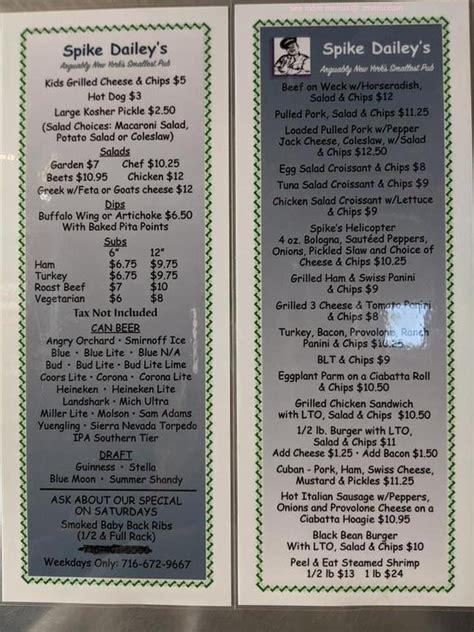 see more menus @ zmenu.com
Spike Dailey's
Arguably New York's Smallest Pub
Kids Grilled Cheese & Chips $5
Hot Dog $3
Large Kosher Pickle $2.50
(Salad Choices: Macaroni Salad,
Potato Salad or Coleslaw)
Salads
Garden $7 Chef $10.25
Beets $10.95 Chicken $12
Greek w/Feta or Goats cheese $12
Dips
Buffalo Wing or Artichoke $6.50
With Baked Pita Points
Subs
6" 12"
Ham $6.75 $9.75
Turkey $6.75 $9.75
Roast Beef $7 $10
Vegetarian $6 $8
Tax Not Included
CAN BEER
Angry Orchard - Smirnoff Ice
Blue - Blue Lite - Blue N/A
Bud - Bud Lite - Bud Lite Lime
Coors Lite - Corona - Corona Lite
Heineken - Heineken Lite
Landshark - Mich Ultra
Miller Lite - Molson - Sam Adams
Yuengling - Sierra Nevada Torpedo
IPA Southern Tier
DRAFT
Guinness - Stella
Blue Moon - Summer Shandy
ASK ABOUT OUR SPECIAL
ON SATURDAYS
Smoked Baby Back Ribs
(1/2 & Full Rack)
Weekdays Only: 716-672-9667
Spike Dailey's
Arguably New York's Smallest Pub
Beef on Weck w/Horseradish,
Salad & Chips $12
Pulled Pork, Salad & Chips $11.25
Loaded Pulled Pork w/Pepper
Jack Cheese, Coleslaw, w/Salad
& Chips $12.50
Egg Salad Croissant & Chips $8
Tuna Salad Croissant & Chips $9
Chicken Salad Croissant w/Lettuce
& Chips $9
Spike's Helicopter
4 oz. Bologna, Sautéed Peppers,
Onions, Pickled Slaw and Choice of
Cheese & Chips $10.25
Grilled Ham & Swiss Panini
& Chips $9
Grilled 3 Cheese & Tomato Panini
& Chips $8
Turkey, Bacon, Provolone, Ranch
Panini & Chips $10.25
BLT & Chips $9
Eggplant Parm on a Ciabatta Roll
& Chips $10.50
Grilled Chicken Sandwich
with LTO, Salad & Chips $10.50
1/2 lb. Burger with LTO,
Salad & Chips $11
Add Cheese $1.25 - Add Bacon $1.50
Cuban - Pork, Ham, Swiss Cheese,
Mustard & Pickles $11.25
Hot Italian Sausage w/Peppers,
Onions and Provolone Cheese on a
Ciabatta Hoagie $10.95
Black Bean Burger
With LTO, Salad & Chips $10
Peel & Eat Steamed Shrimp
1/2 lb $13 1 lb $24